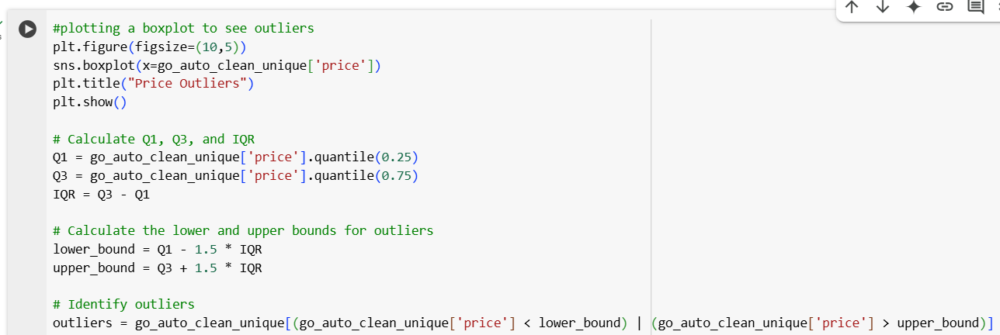 #plotting a boxplot to see outliers
plt.figure(figsize=(10,5))
sns.boxplot(x=go_auto_clean_unique['price'])
plt.title("Price Outliers")
plt.show()

# Calculate Q1, Q3, and IQR
Q1 = go_auto_clean_unique['price'].quantile(0.25)
Q3 = go_auto_clean_unique['price'].quantile(0.75)
IQR = Q3 - Q1

# Calculate the lower and upper bounds for outliers
lower_bound = Q1 - 1.5 * IQR
upper_bound = Q3 + 1.5 * IQR

# Identify outliers
outliers = go_auto_clean_unique[(go_auto_clean_unique['price'] < lower_bound) | (go_auto_clean_unique['price'] > upper_bound)]